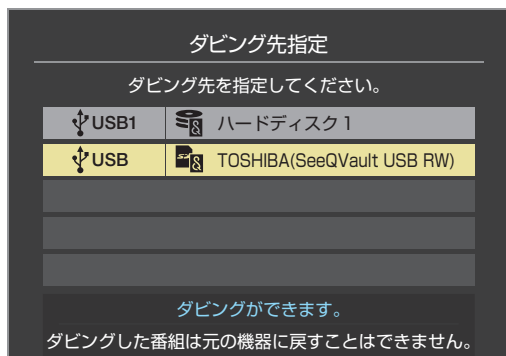 ダビング先指定
ダビング先を指定してください。
USB1 ハードディスク1
USB TOSHIBA(SeeQVault USB RW)
ダビングができます。
ダビングした番組は元の機器に戻すことはできません。